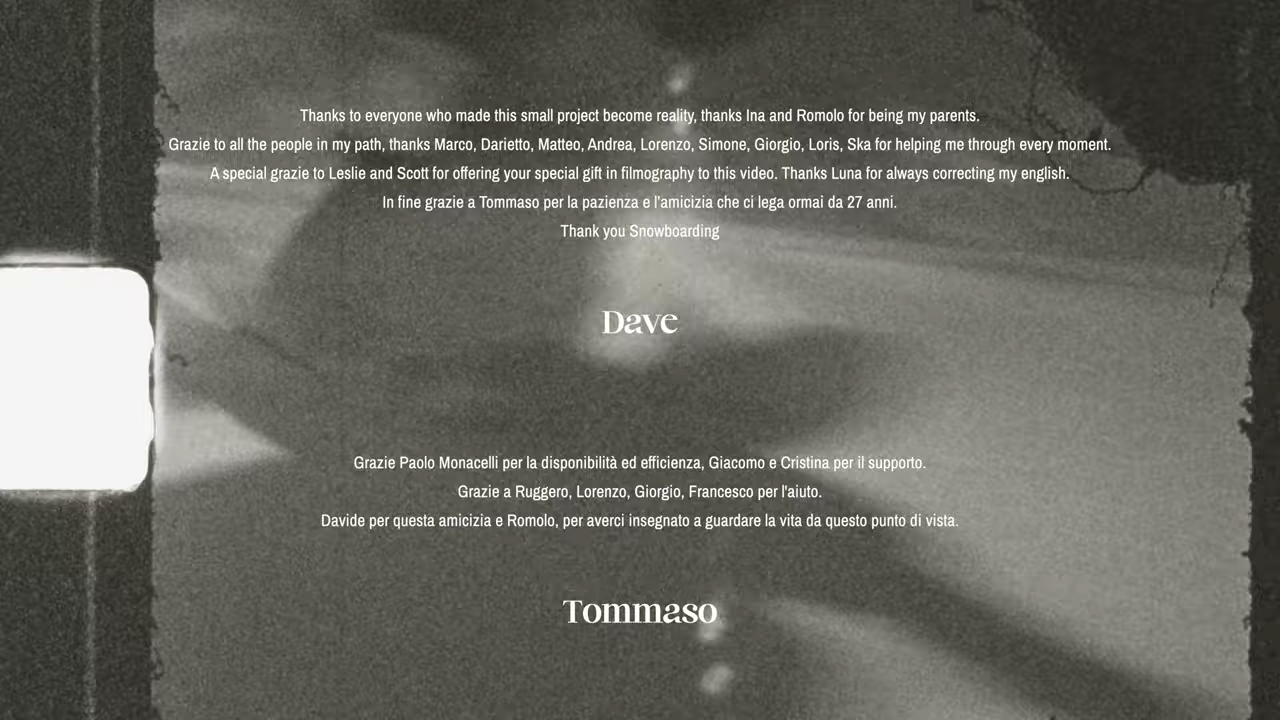 Thanks to everyone who made this small project become reality, thanks Ina and Romolo for being my parents.
Grazie to all the people in my path, thanks Marco, Darietto, Matteo, Andrea, Lorenzo, Simone, Giorgio, Loris, Ska for helping me through every moment.
A special grazie to Leslie and Scott for offering your special gift in filmography to this video. Thanks Luna for always correcting my english.
In fine grazie a Tommaso per la pazienza e l'amicizia che ci lega ormai da 27 anni.
Thank you Snowboarding
Dave
Grazie Paolo Monacelli per la disponibilità ed efficienza, Giacomo e Cristina per il supporto.
Grazie a Ruggero, Lorenzo, Giorgio, Francesco per l'aiuto.
Davide per questa amicizia e Romolo, per averci insegnato a guardare la vita da questo punto di vista.
Tommaso